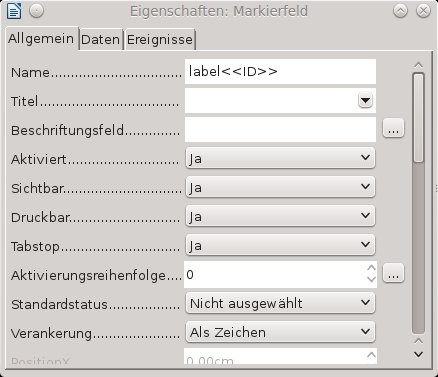 Eigenschaften: Markierfeld
Allgemein Daten Ereignisse
Name.......................... label<<ID>>
Titel............................
Beschriftungsfeld............. ...
Aktiviert....................... Ja
Sichtbar....................... Ja
Druckbar...................... Ja
Tabstop........................ Ja
Aktivierungsreihenfolge.... 0 ...
Standardstatus............... Nicht ausgewählt
Verankerung.................. Als Zeichen
PositionX...................... 0,00cm